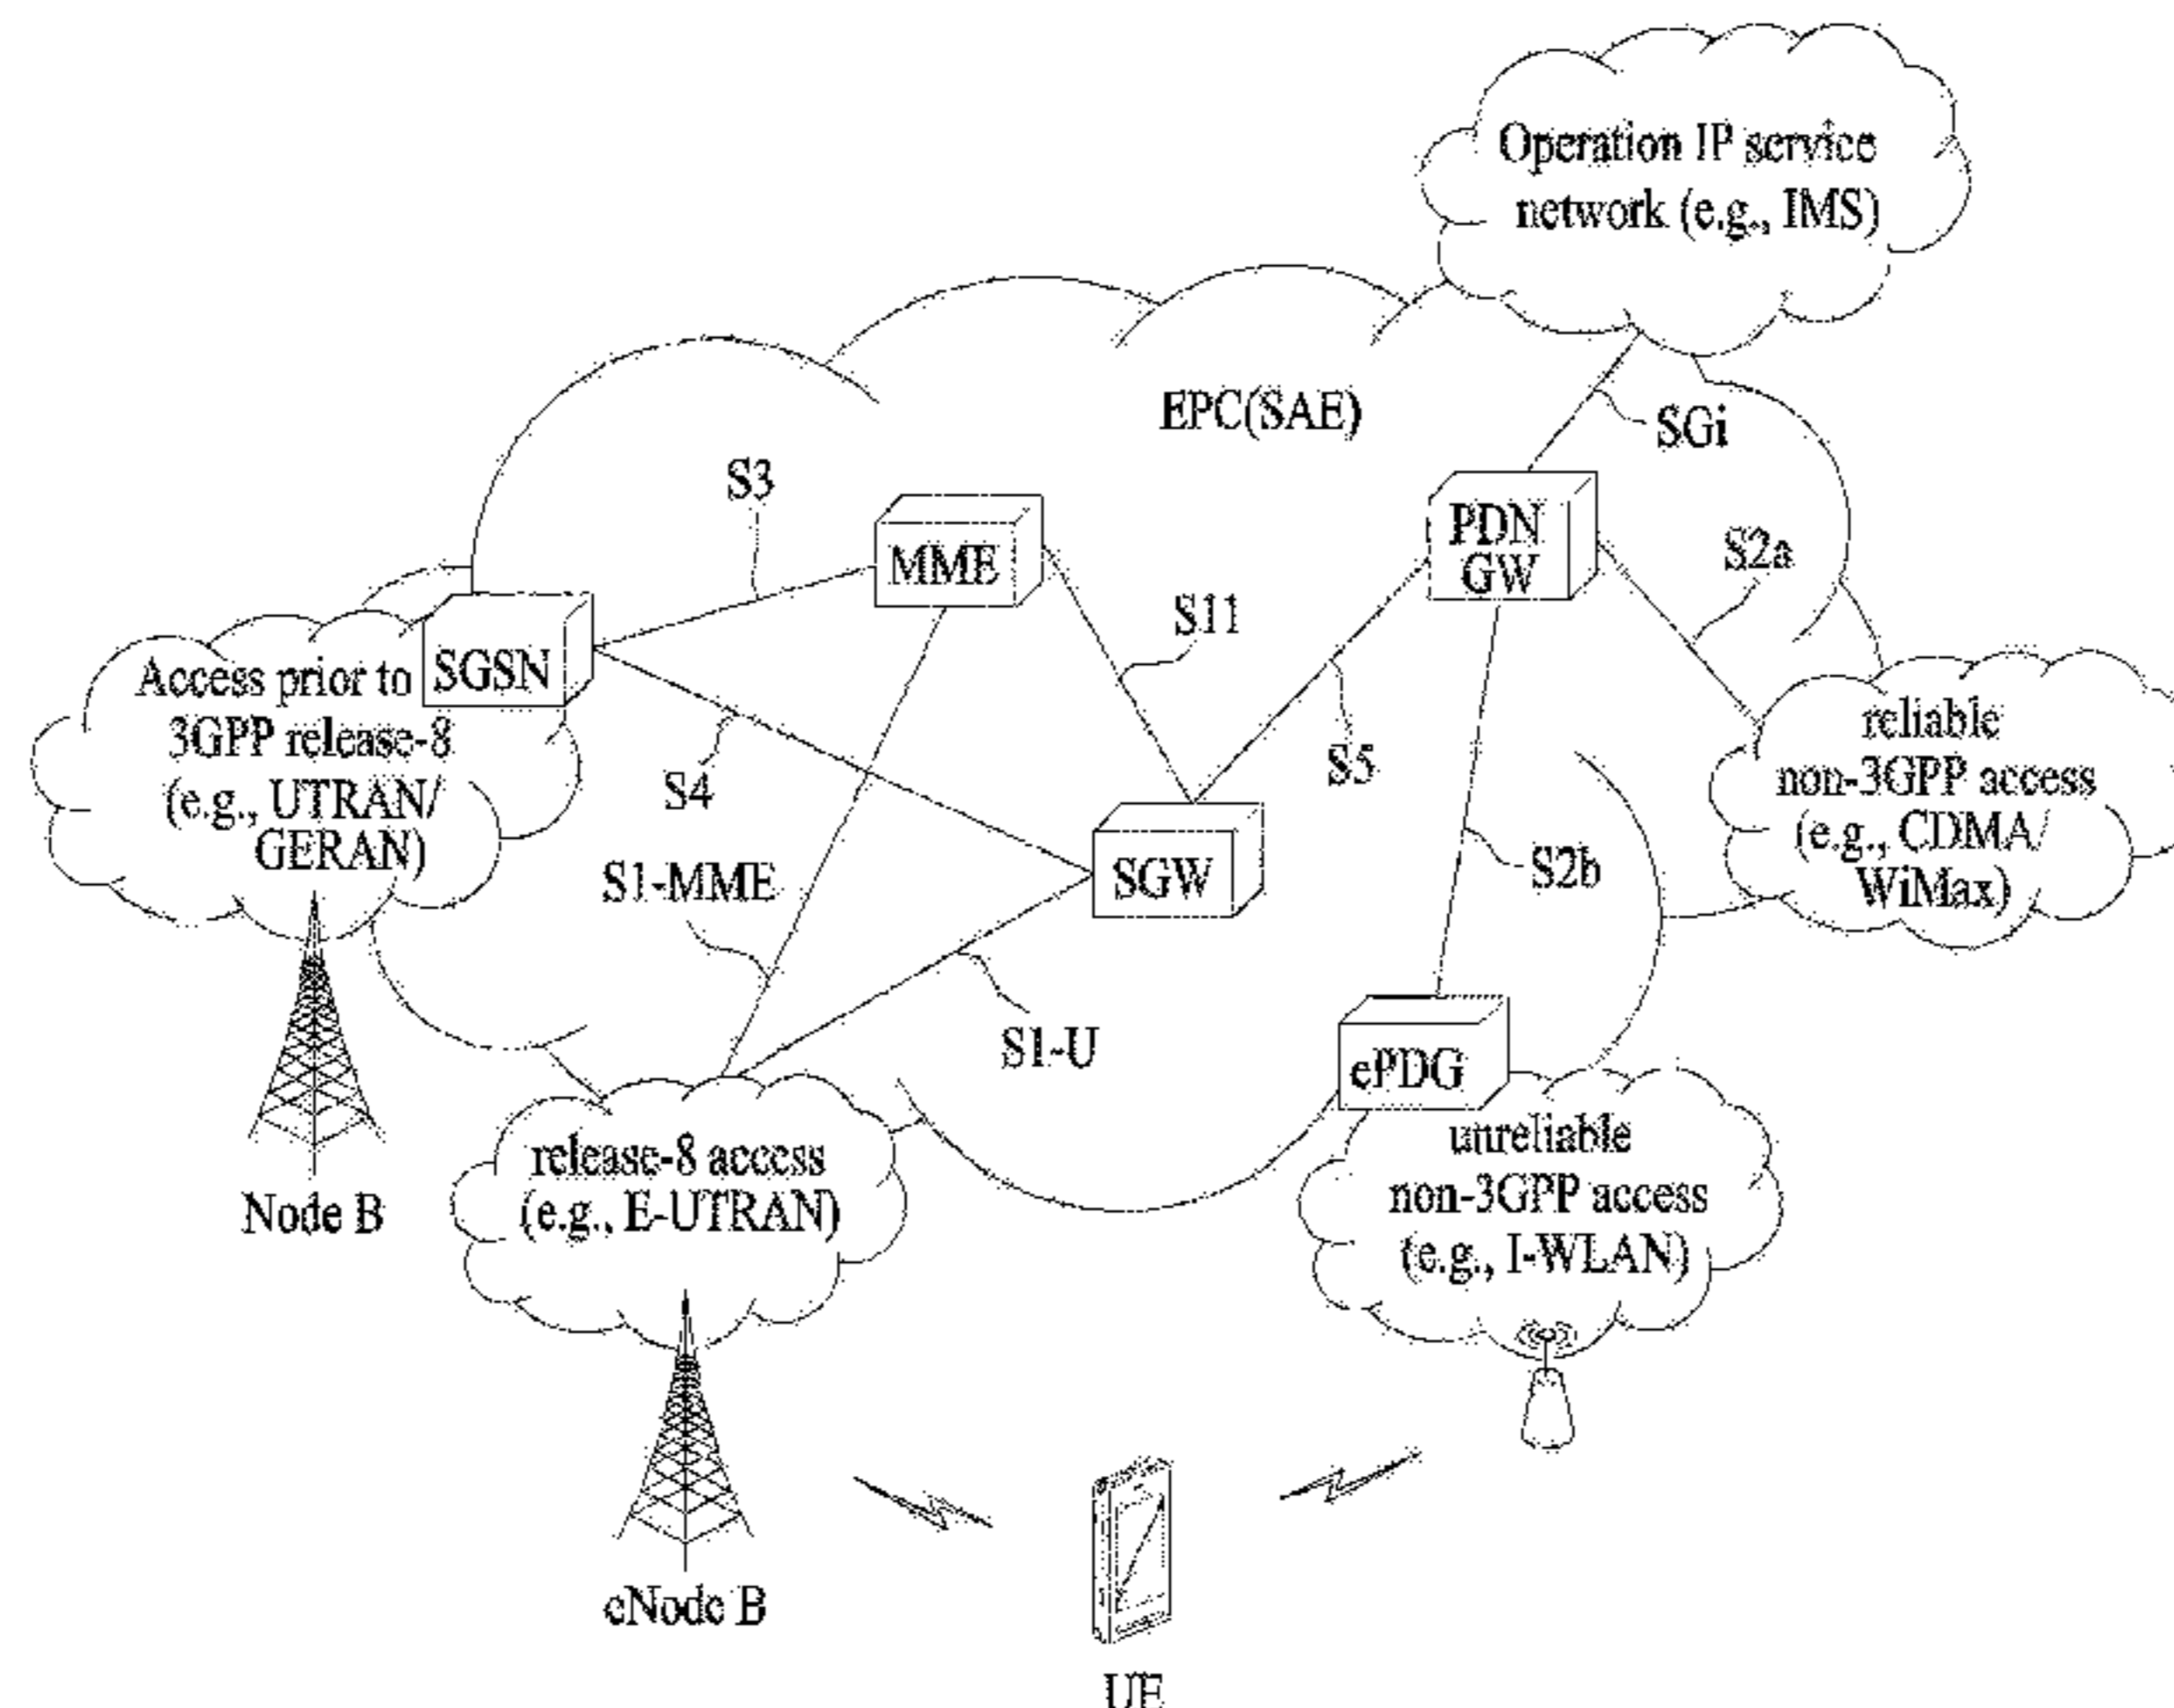 Operation IP service
network (e.g., IMS)
EPC(SAE)
SGi
S3
MME
PDN
GW
S2a
S11
SGSN
Access prior to
3GPP release-8
(e.g., UTRAN/
GERAN)
S4
S5
reliable
non-3GPP access
(e.g., CDMA/
WiMax)
S1-MME
SGW
S2b
S1-U
ePDG
unreliable
non-3GPP access
(e.g., I-WLAN)
release-8 access
(e.g., E-UTRAN)
Node B
eNode B
UE